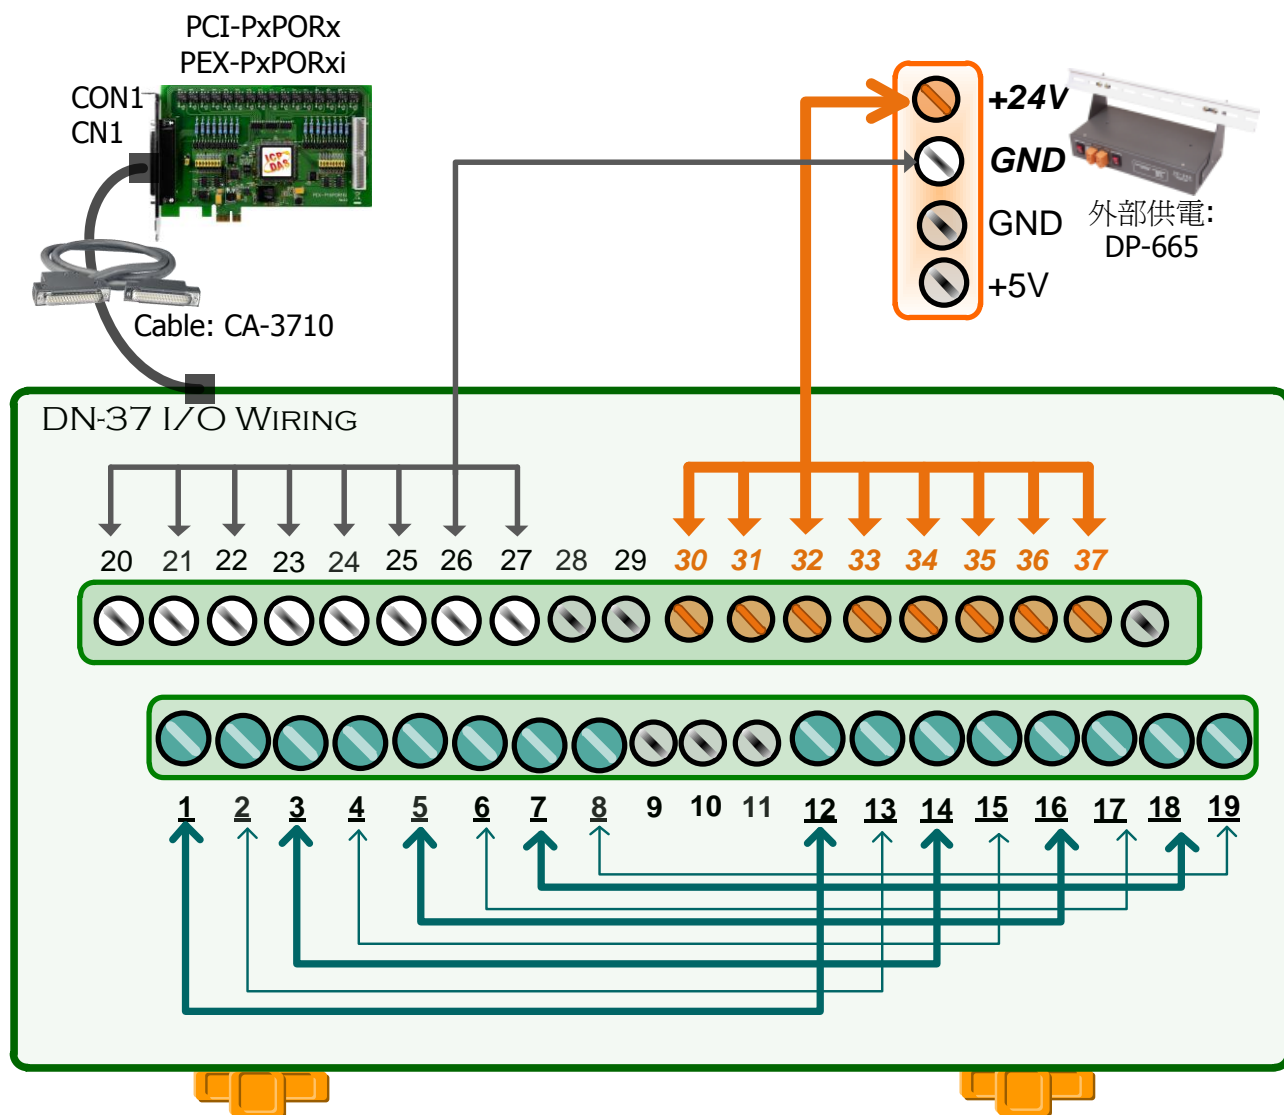 PCI-PxPORx
PEX-PxPORxi
CON1
CN1
ICP
DAS
Cable: CA-3710
+24V
GND
GND
+5V
外部供電:
DP-665
DN-37 I/O WIRING
20 21 22 23 24 25 26 27 28 29 30 31 32 33 34 35 36 37
1 2 3 4 5 6 7 8 9 10 11 12 13 14 15 16 17 18 19